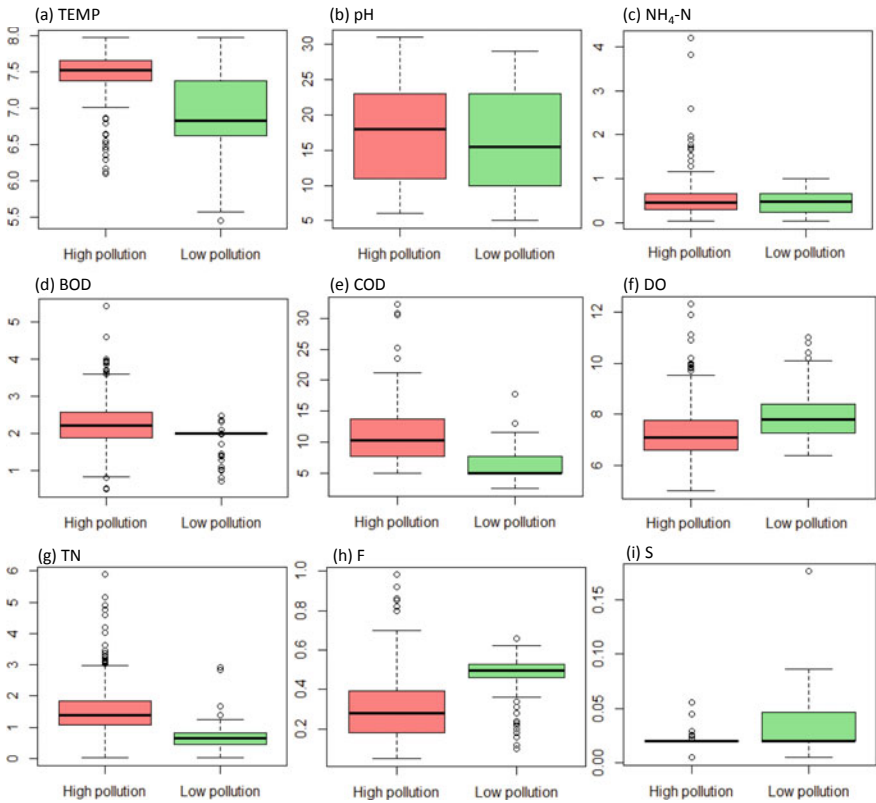 (a) TEMP
(b) pH
(c) NH₄-N
8.0
7.5
7.0
6.5
6.0
5.5
High pollution
Low pollution
30
25
20
15
10
5
High pollution
Low pollution
4
3
2
1
0
High pollution
Low pollution
(d) BOD
(e) COD
(f) DO
5
4
3
2
1
High pollution
Low pollution
30
25
20
15
10
5
High pollution
Low pollution
12
10
8
6
High pollution
Low pollution
(g) TN
(h) F
(i) S
6
5
4
3
2
1
0
High pollution
Low pollution
1.0
0.8
0.6
0.4
0.2
High pollution
Low pollution
0.15
0.10
0.05
0.00
High pollution
Low pollution